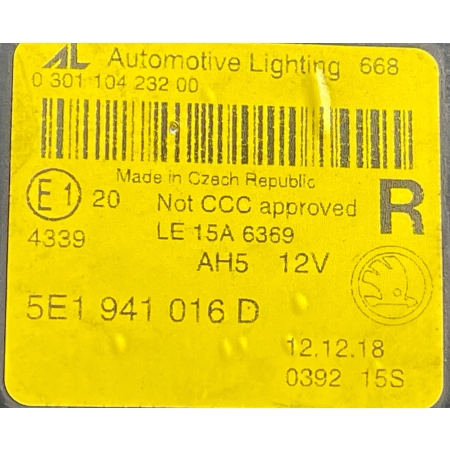 AL Automotive Lighting 668
0 301 104 232 00
Made in Czech Republic
E1 20 Not CCC approved R
4339 LE 15A 6369
AH5 12V
5E1 941 016 D
12.12.18
0392 15S